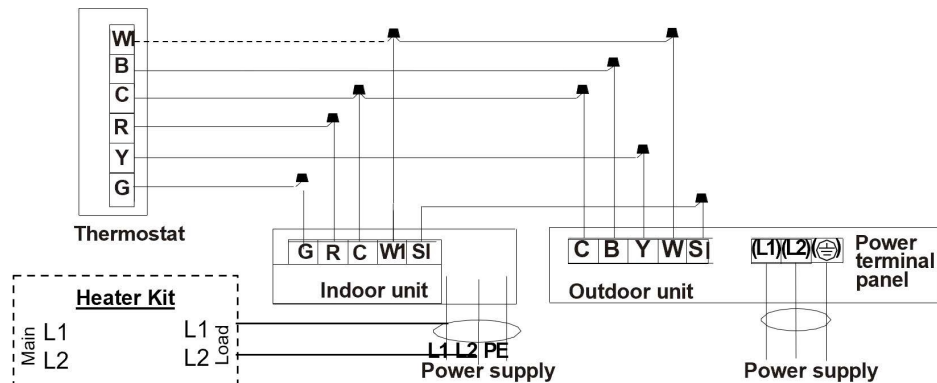 W1
B
C
R
Y
G
Thermostat
G R C W1 SI
Indoor unit
C B Y W SI
Outdoor unit
(L1) (L2) (⏚)
Power
terminal
panel
Heater Kit
Main
L1
L2
L1
L2
Load
L1 L2 PE
Power supply
Power supply